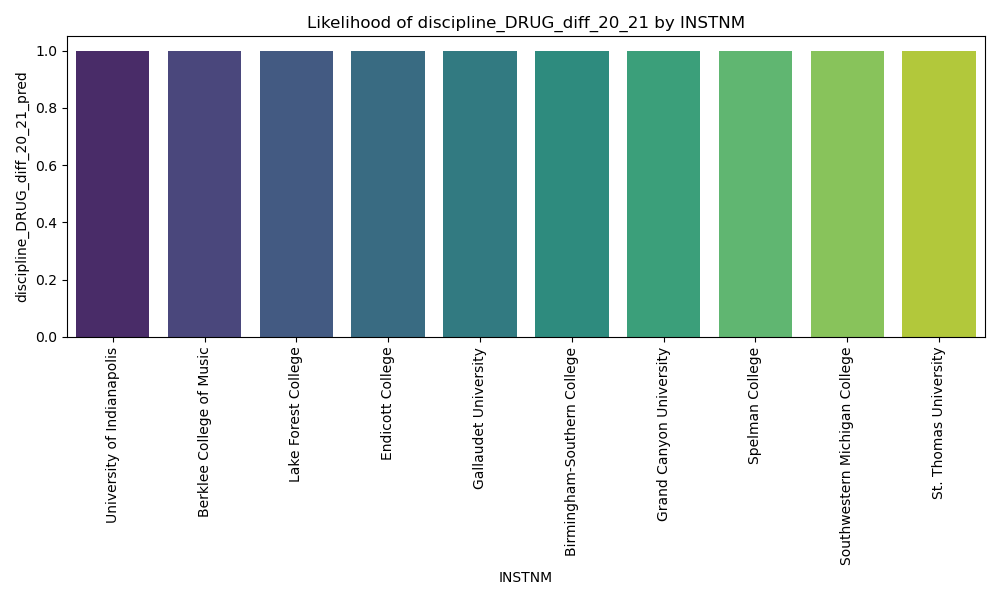 Likelihood of discipline_DRUG_diff_20_21 by INSTNM
discipline_DRUG_diff_20_21_pred
1.0
0.8
0.6
0.4
0.2
0.0
University of Indianapolis
Berklee College of Music
Lake Forest College
Endicott College
Gallaudet University
Birmingham-Southern College
Grand Canyon University
Spelman College
Southwestern Michigan College
St. Thomas University
INSTNM